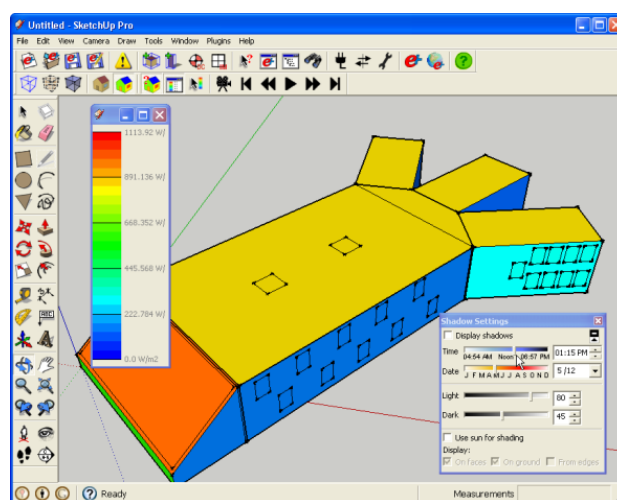 Untitled - SketchUp Pro
File Edit View Camera Draw Tools Window Plugins Help
1113.92 W/
891.136 W/
668.352 W/
445.568 W/
222.784 W/
0.0 W/m2
Shadow Settings
Display shadows
Time 04:54 AM Noon 06:57 PM 01:15 PM
Date J F M A M J J A S O N D 5 /12
Light 80
Dark 45
Use sun for shading
Display:
On faces On ground From edges
ABC
Ready Measurements